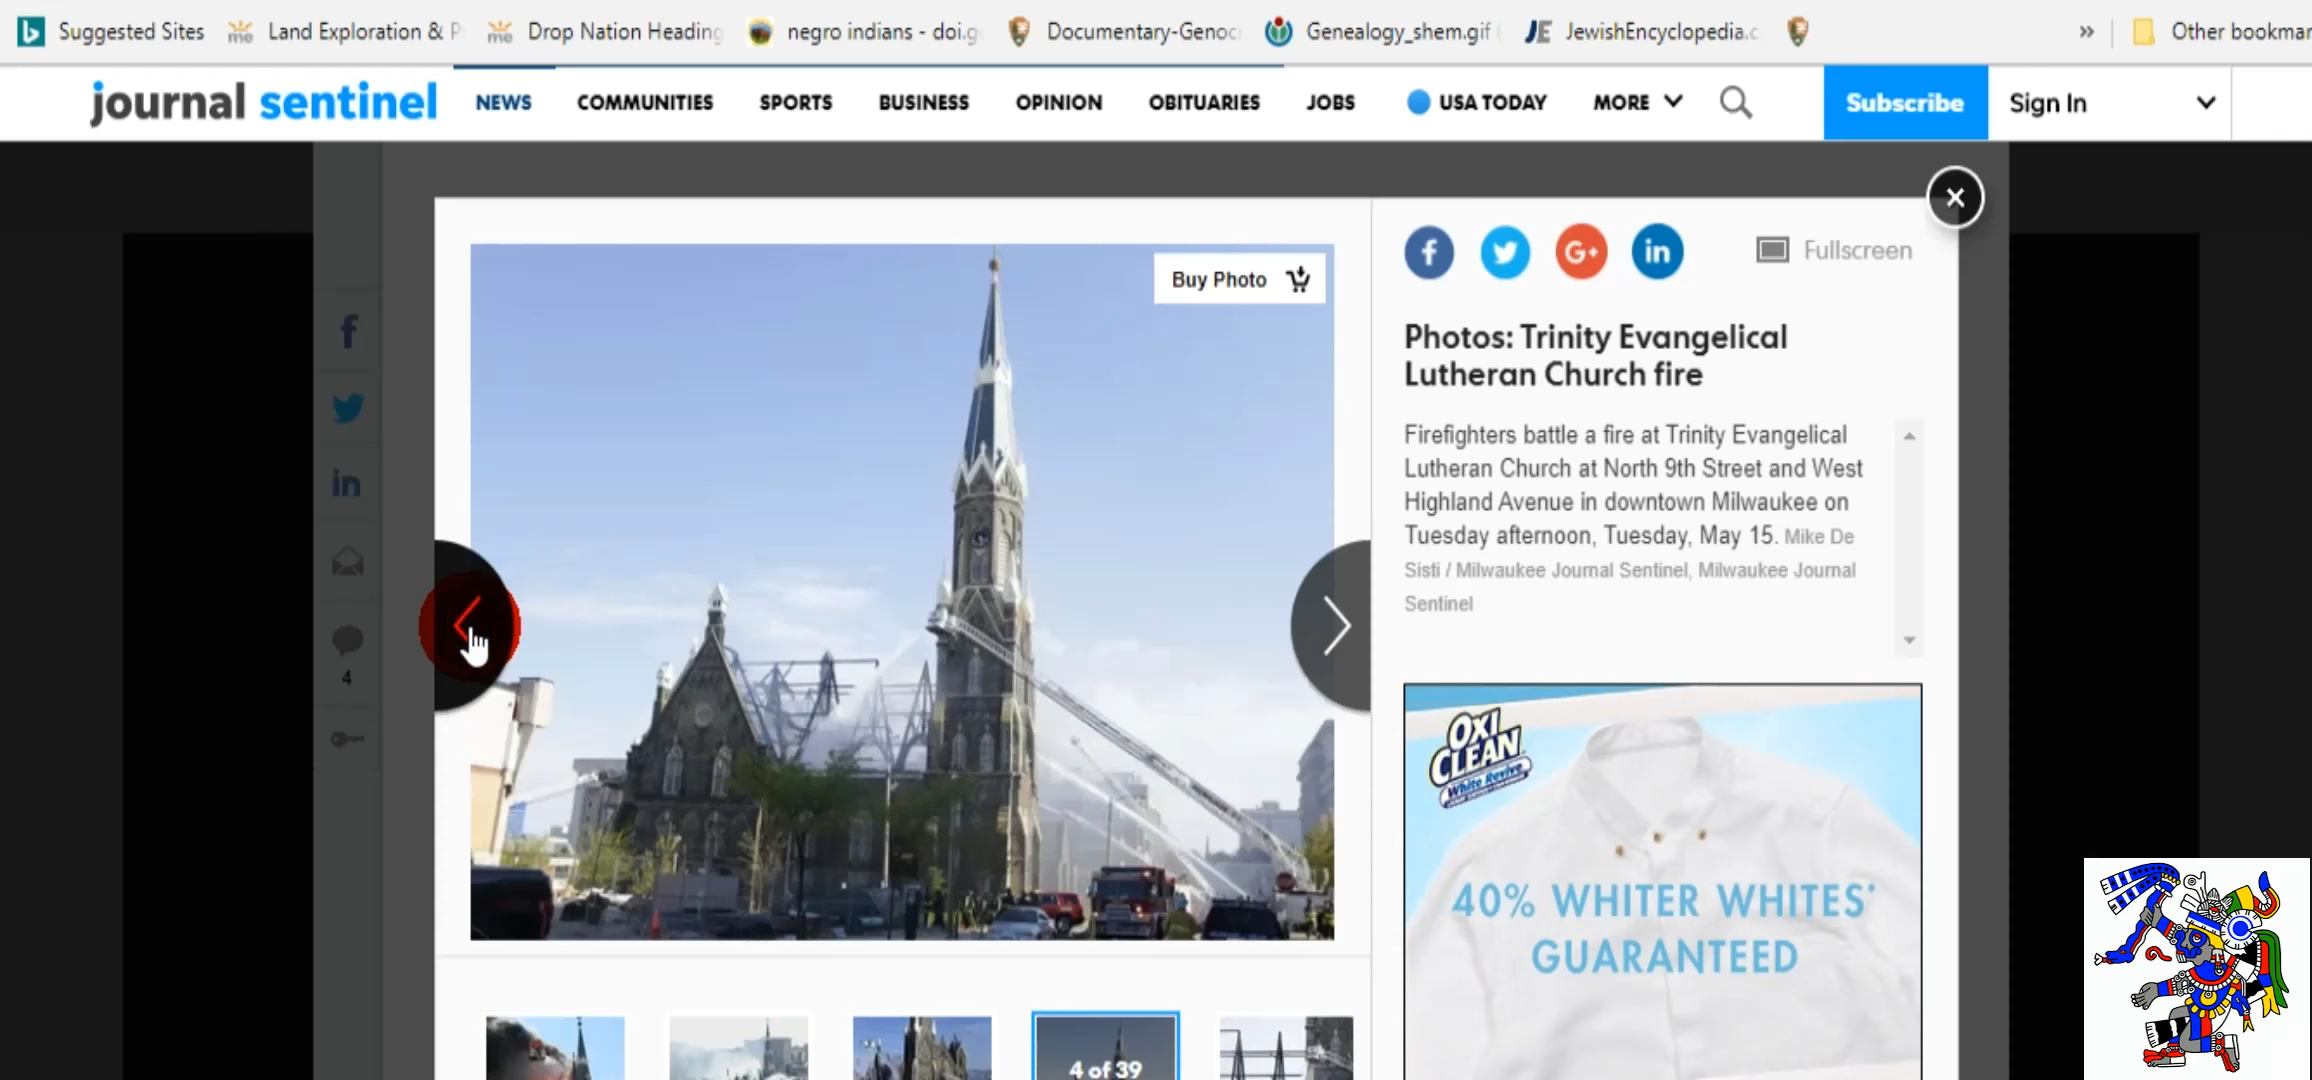 Suggested Sites
Land Exploration & P
Drop Nation Heading
negro indians - doi.g
Documentary-Genoc
Genealogy_shem.gif (
JE JewishEncyclopedia.c
»
Other bookmar
journal sentinel
NEWS
COMMUNITIES
SPORTS
BUSINESS
OPINION
OBITUARIES
JOBS
USA TODAY
MORE
Subscribe
Sign In
Buy Photo
Fullscreen
Photos: Trinity Evangelical
Lutheran Church fire
Firefighters battle a fire at Trinity Evangelical
Lutheran Church at North 9th Street and West
Highland Avenue in downtown Milwaukee on
Tuesday afternoon, Tuesday, May 15. Mike De
Sisti / Milwaukee Journal Sentinel, Milwaukee Journal
Sentinel
4
OXI
CLEAN
White Revive
40% WHITER WHITES*
GUARANTEED
4 of 39